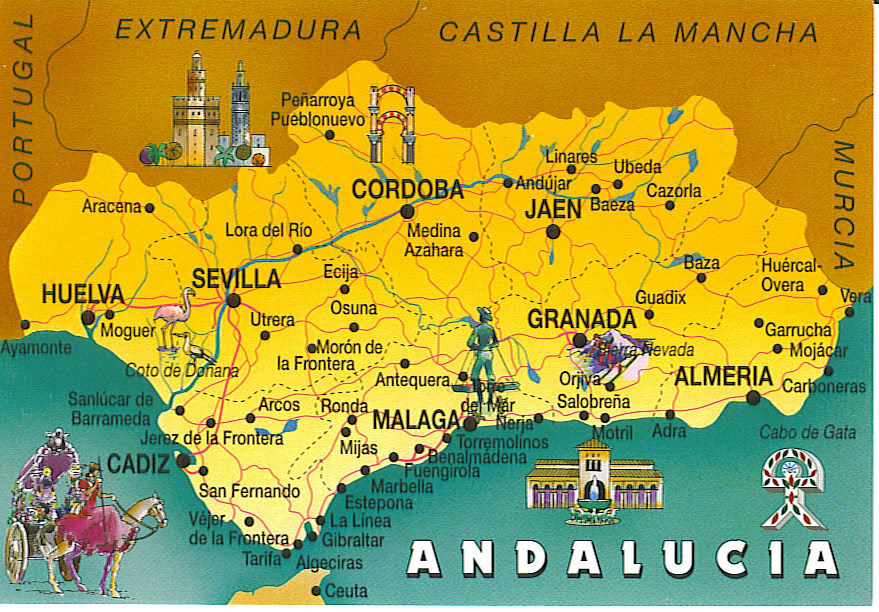 EXTREMADURA
CASTILLA LA MANCHA
PORTUGAL
MURCIA
Peñarroya
Pueblonuevo
Linares
Ubeda
Andújar
Baeza
Cazorla
CORDOBA
JAEN
Aracena
Medina
Azahara
Lora del Río
Baza
Huércal-
Overa
SEVILLA
Ecija
HUELVA
Osuna
Guadix
Vera
Moguer
Utrera
GRANADA
Garrucha
Ayamonte
Morón de
la Frontera
Sierra Nevada
Mojácar
Coto de Doñana
Antequera
Torre
del Mar
Orjiva
ALMERIA
Carboneras
Sanlúcar de
Barrameda
Arcos
Ronda
MALAGA
Salobreña
Nerja
Motril
Adra
Cabo de Gata
Jerez de la Frontera
Mijas
Torremolinos
Benalmádena
CADIZ
Fuengirola
San Fernando
Marbella
Estepona
Véjer
de la Frontera
La Línea
Gibraltar
Tarifa
Algeciras
ANDALUCIA
Ceuta